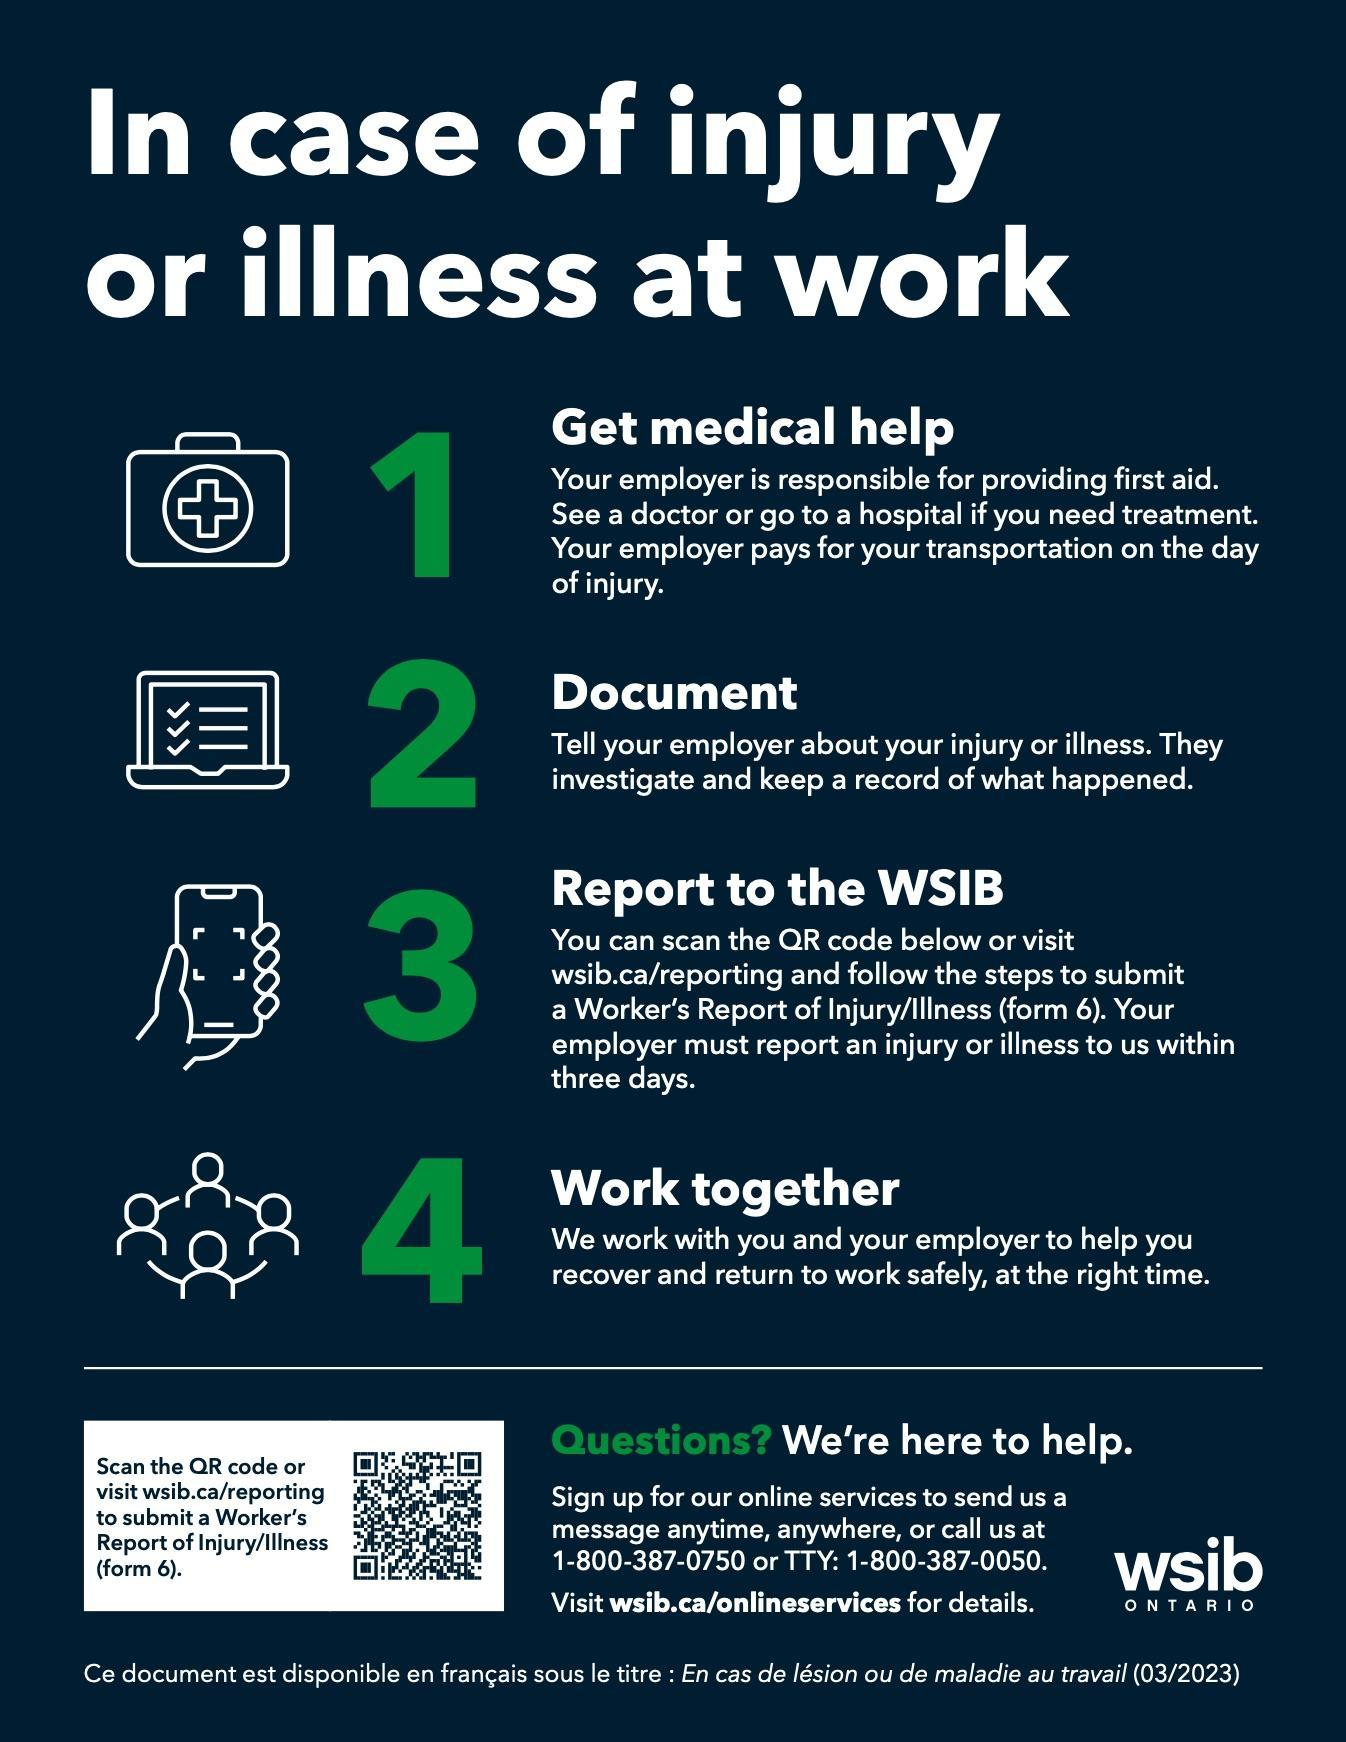 In case of injury
or illness at work
1
Get medical help
Your employer is responsible for providing first aid.
See a doctor or go to a hospital if you need treatment.
Your employer pays for your transportation on the day
of injury.
2
Document
Tell your employer about your injury or illness. They
investigate and keep a record of what happened.
3
Report to the WSIB
You can scan the QR code below or visit
wsib.ca/reporting and follow the steps to submit
a Worker’s Report of Injury/Illness (form 6). Your
employer must report an injury or illness to us within
three days.
4
Work together
We work with you and your employer to help you
recover and return to work safely, at the right time.
Scan the QR code or
visit wsib.ca/reporting
to submit a Worker’s
Report of Injury/Illness
(form 6).
Questions? We’re here to help.
Sign up for our online services to send us a
message anytime, anywhere, or call us at
1-800-387-0750 or TTY: 1-800-387-0050.
Visit wsib.ca/onlineservices for details.
wsib
ONTARIO
Ce document est disponible en français sous le titre : En cas de lésion ou de maladie au travail (03/2023)